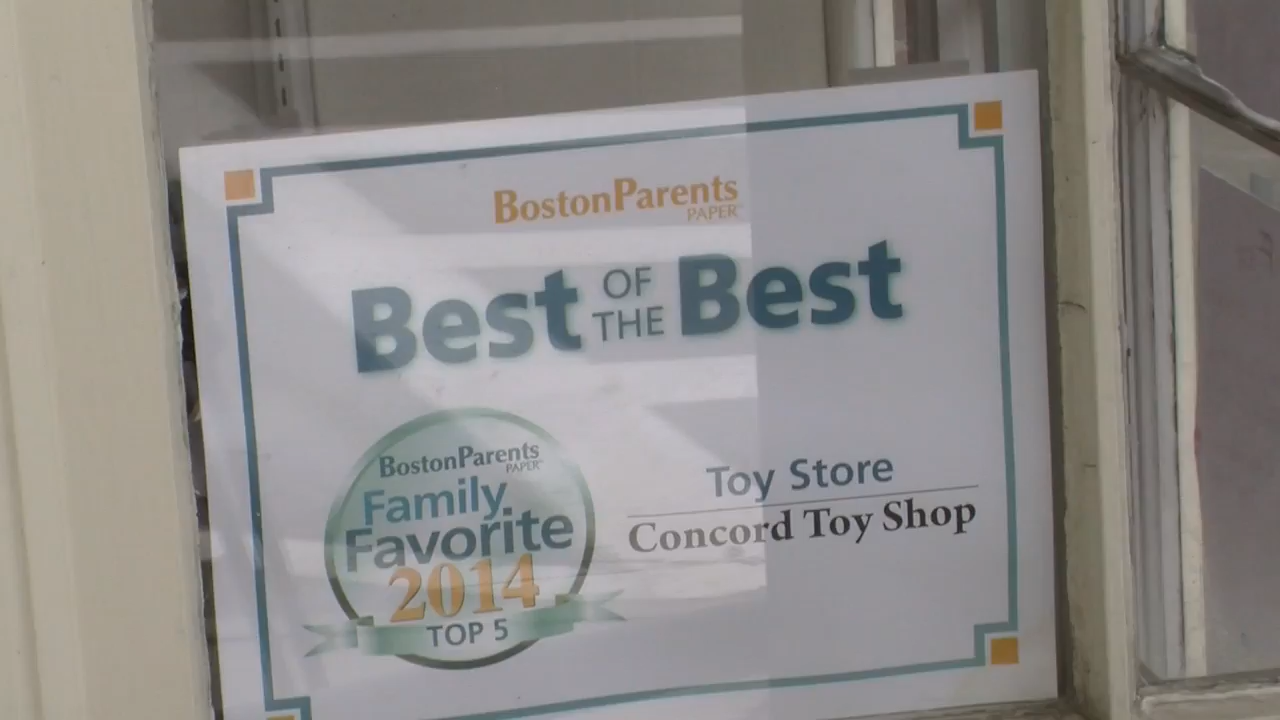 BostonParents
PAPER
Best OF THE Best
BostonParents
PAPER
Family
Favorite
2014
TOP 5
Toy Store
Concord Toy Shop